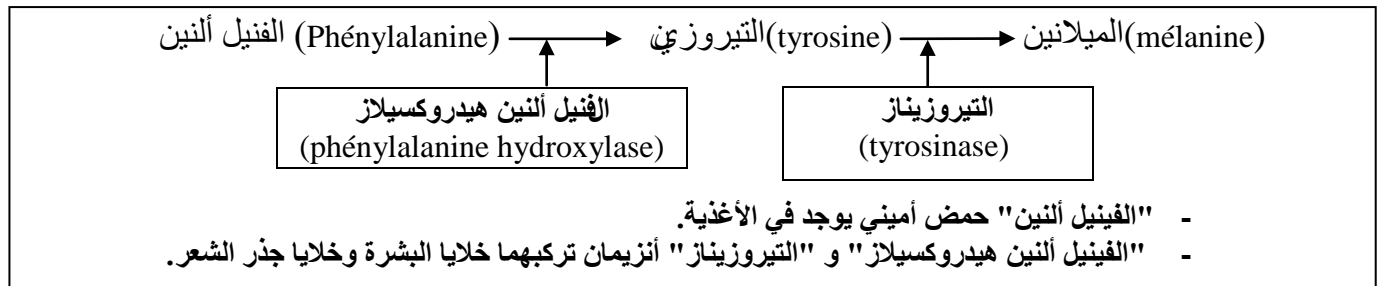 الفنيل ألنين (Phénylalanine) التيروزين(tyrosine) الميلانين(mélanine)
الفنيل ألنين هيدروكسيلاز
(phénylalanine hydroxylase)
التيروزيناز
(tyrosinase)
- "الفينيل ألنين" حمض أميني يوجد في الأغذية.
- "الفينيل ألنين هيدروكسيلاز" و "التيروزيناز" أنزيمان تركبهما خلايا البشرة وخلايا جذر الشعر.